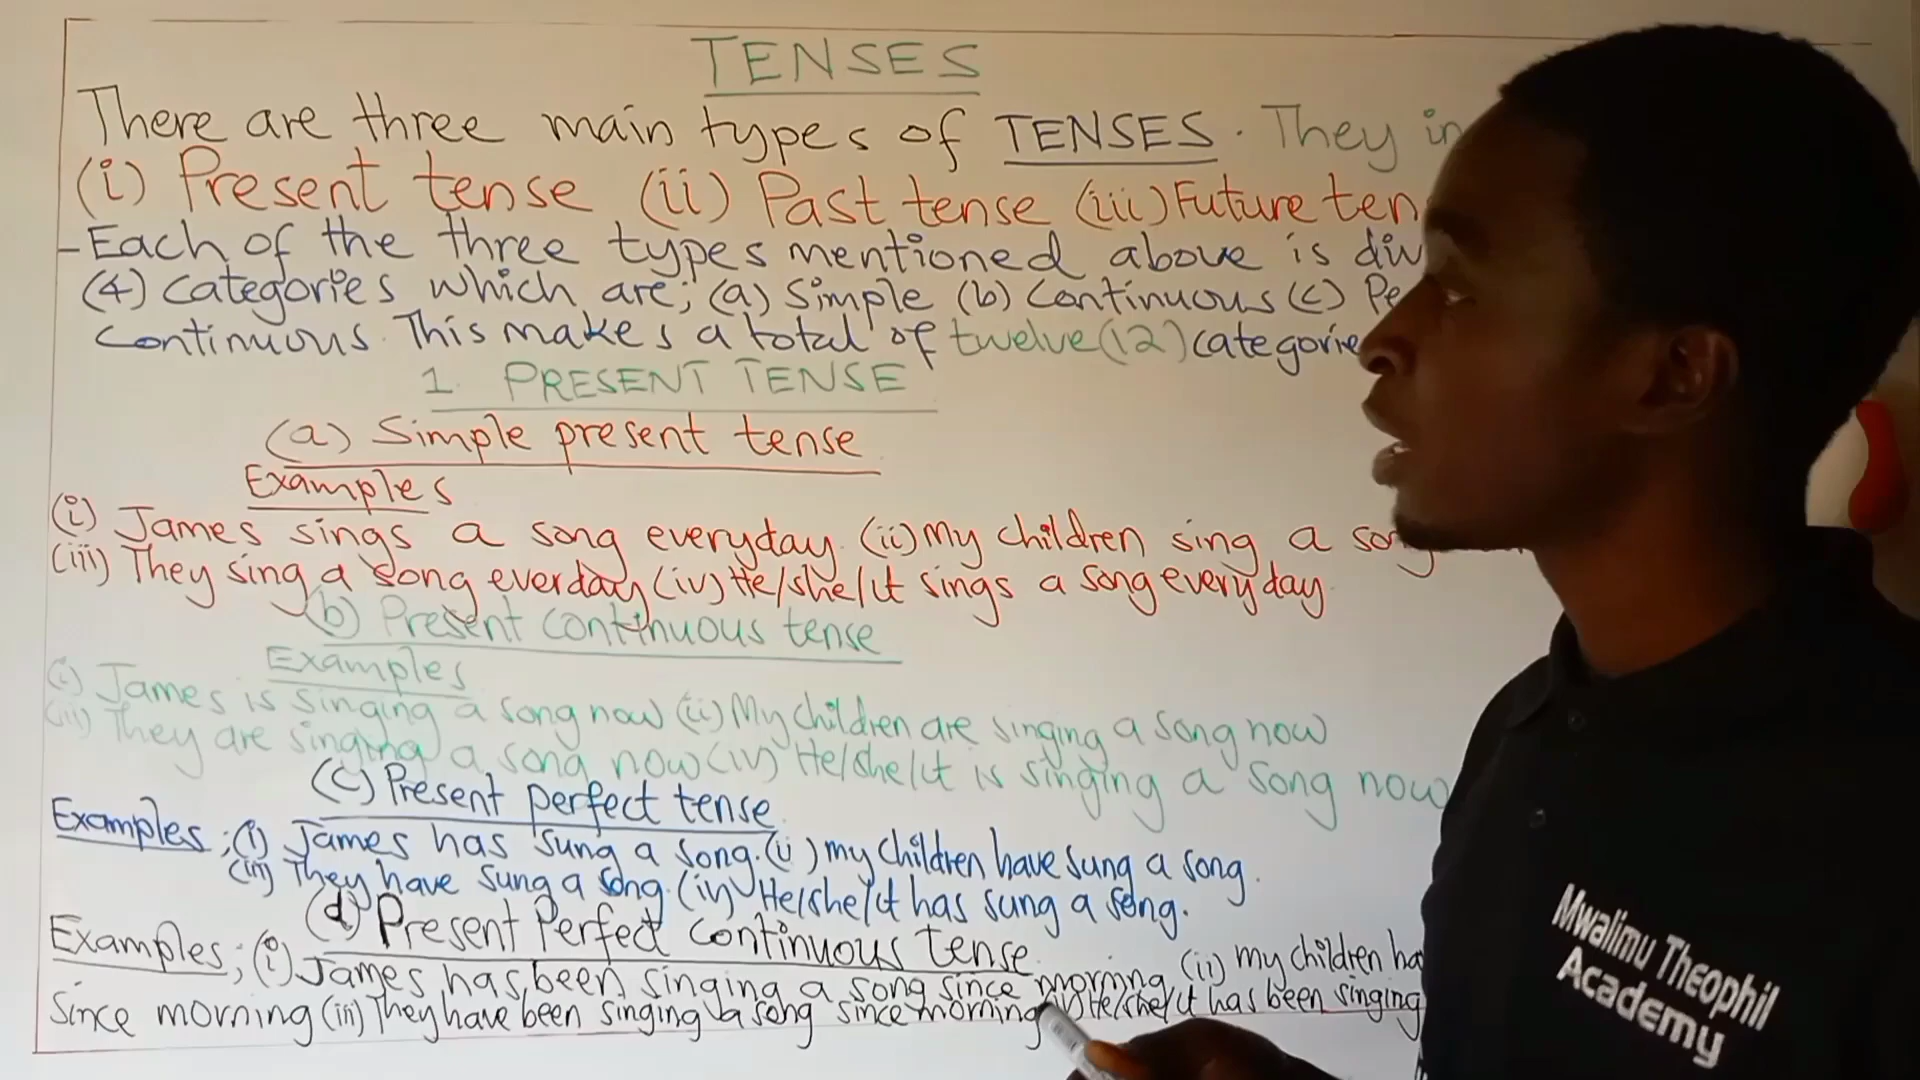 TENSES
There are three main types of TENSES. They in
(i) Present tense (ii) Past tense (iii) Future ten
- Each of the three types mentioned above is div
(4) categories which are; (a) Simple (b) Continuous (c) Pe
continuous. This makes a total of twelve (12) categorie
1. PRESENT TENSE
(a) Simple present tense
Examples
(i) James sings a song everyday. (ii) My children sing a song
(iii) They sing a song everday (iv) He/she/it sings a song everyday.
(b) Present continuous tense
Examples
(i) James is singing a song now (ii) My children are singing a song now
(iii) They are singing a song now (iv) He/she/it is singing a song now
(c) Present perfect tense
Examples; (i) James has sung a song. (ii) my children have sung a song.
(iii) They have sung a song. (iv) He/she/it has sung a song.
(d) Present Perfect continuous tense
Examples; (i) James has been singing a song since morning (ii) my children ha
since morning (iii) They have been singing a song since morning He/she/it has been singing
Mwalimu Theophil
Academy